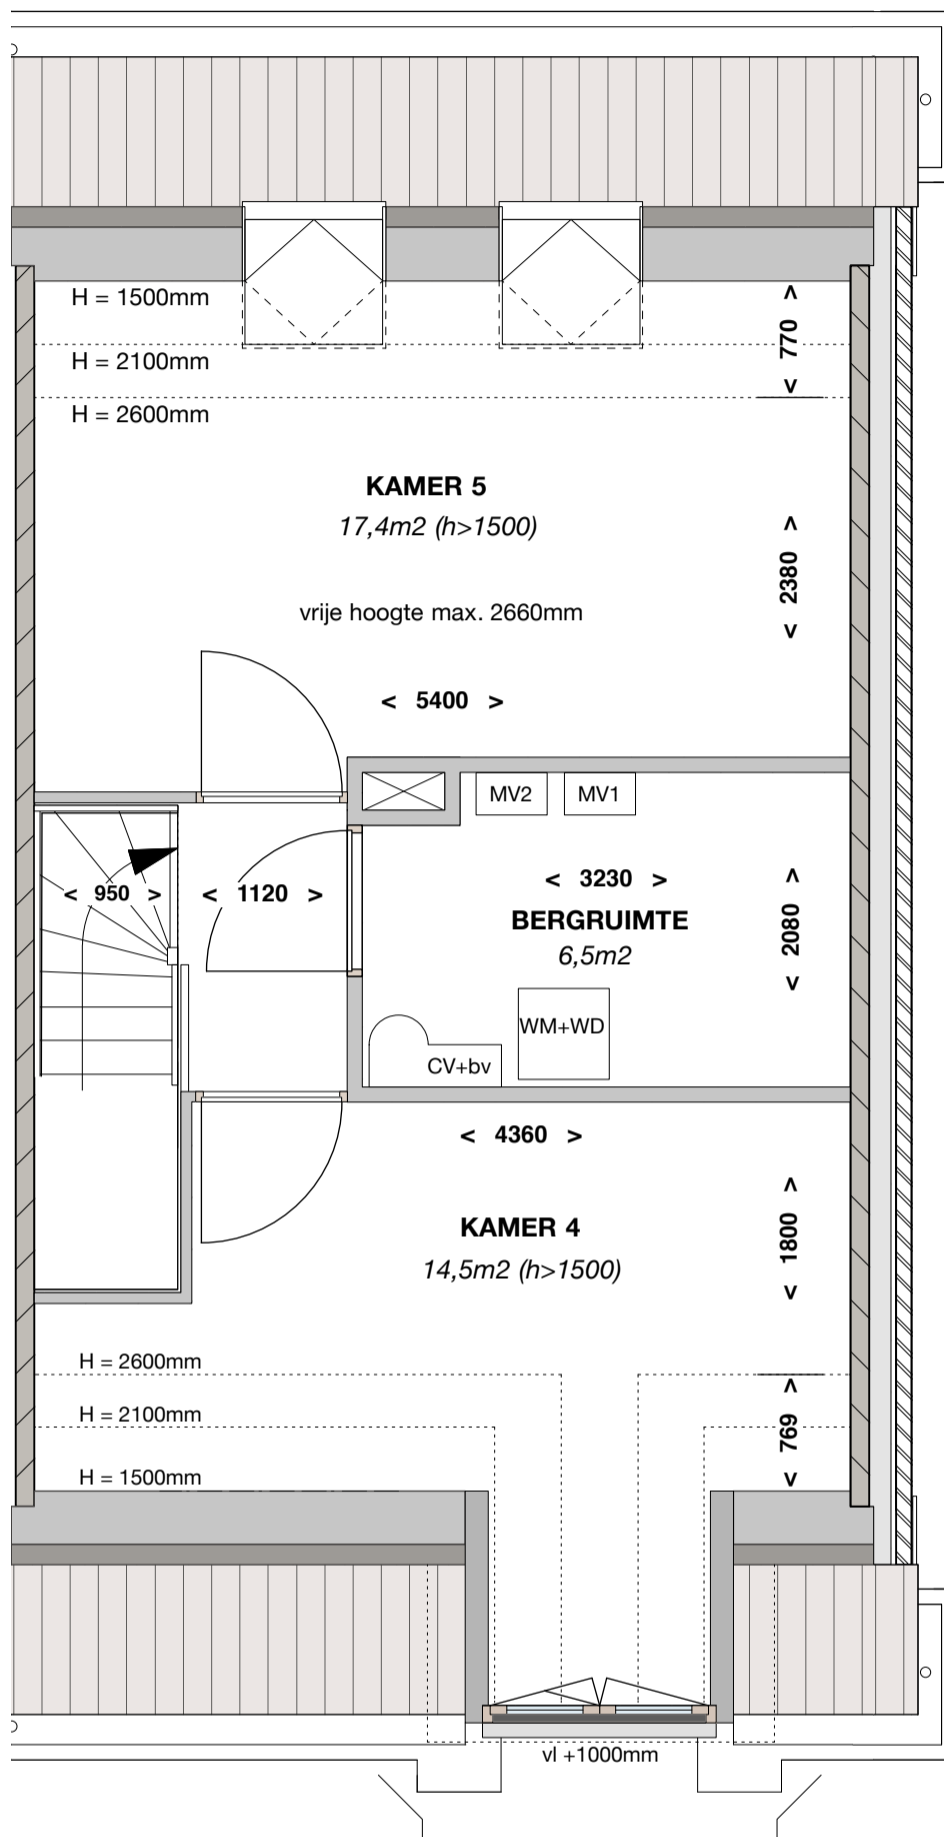 H = 1500mm
770
H = 2100mm
H = 2600mm
KAMER 5
17,4m2 (h>1500)
2380
vrije hoogte max. 2660mm
< 5400 >
MV2
MV1
< 950 >
< 1120 >
< 3230 >
BERGRUIMTE
6,5m2
< 2080 >
WM+WD
CV+bv
< 4360 >
KAMER 4
14,5m2 (h>1500)
< 1800 >
H = 2600mm
H = 2100mm
< 769 >
H = 1500mm
vl +1000mm